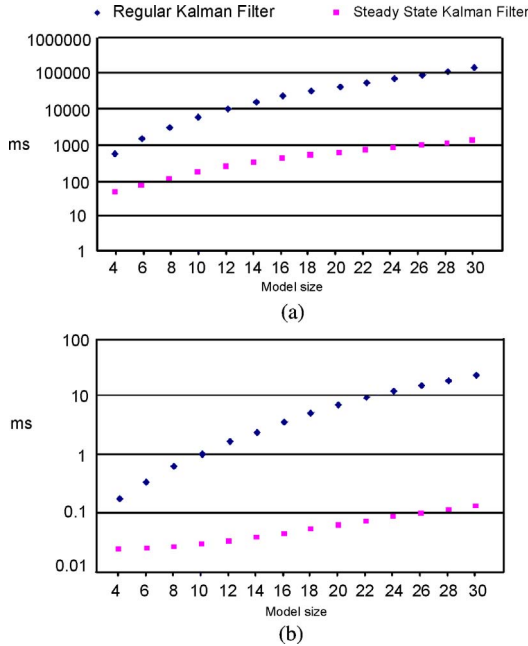 Regular Kalman Filter Steady State Kalman Filter
1000000
100000
10000
1000
100
10
1
ms
4 6 8 10 12 14 16 18 20 22 24 26 28 30
Model size
(a)
100
10
1
0.1
0.01
ms
4 6 8 10 12 14 16 18 20 22 24 26 28 30
Model size
(b)